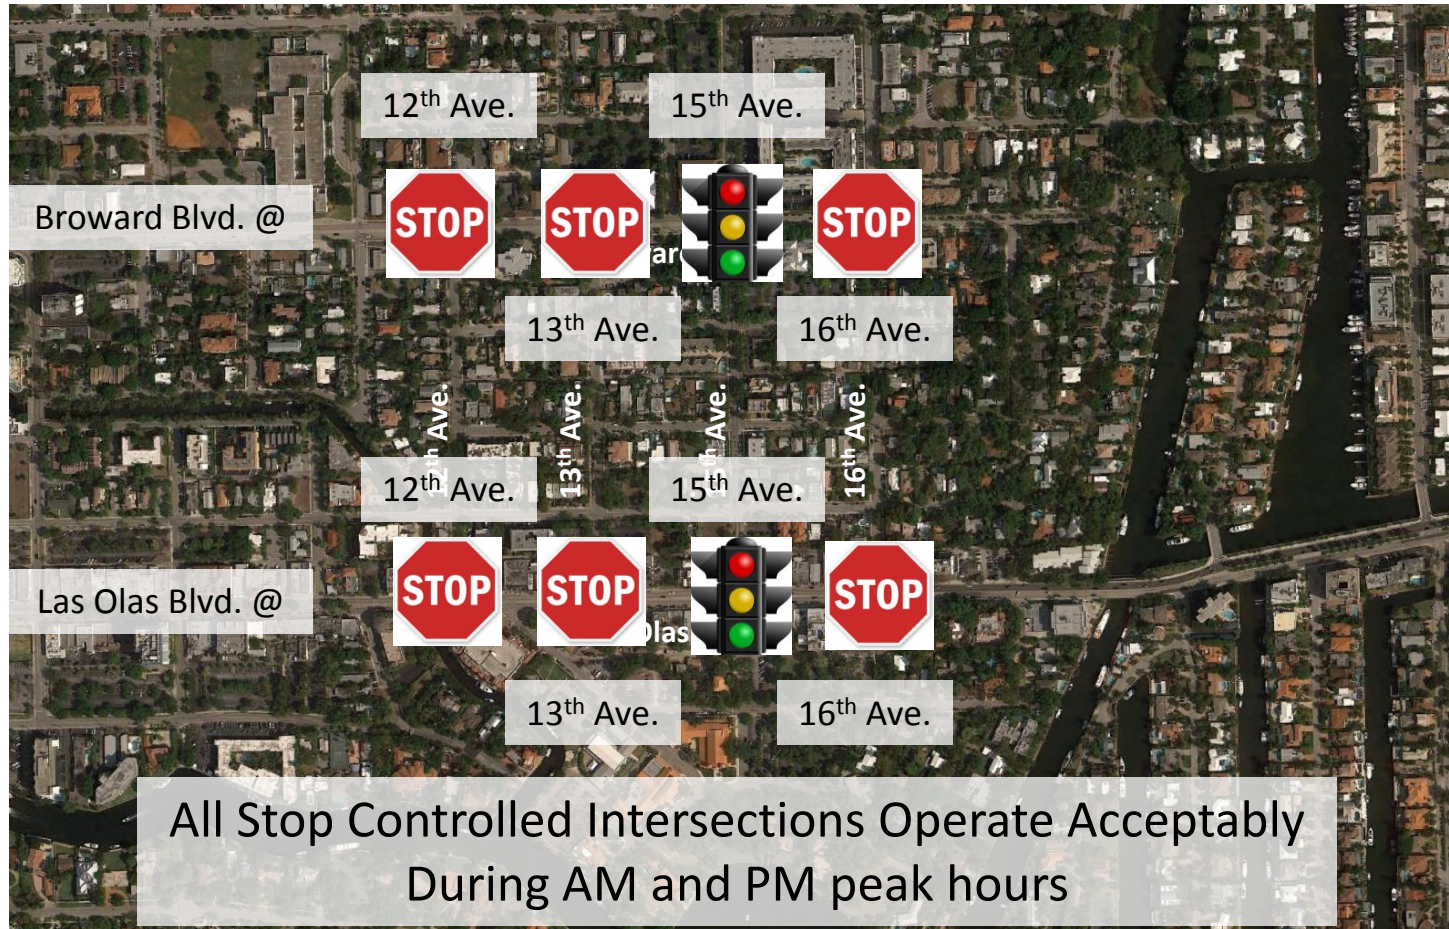 12th Ave.
15th Ave.
Broward Blvd. @
STOP
STOP
STOP
13th Ave.
16th Ave.
12th Ave.
13th Ave.
16th Ave.
12th Ave.
15th Ave.
Las Olas Blvd. @
STOP
STOP
STOP
Olas
13th Ave.
16th Ave.
All Stop Controlled Intersections Operate Acceptably
During AM and PM peak hours